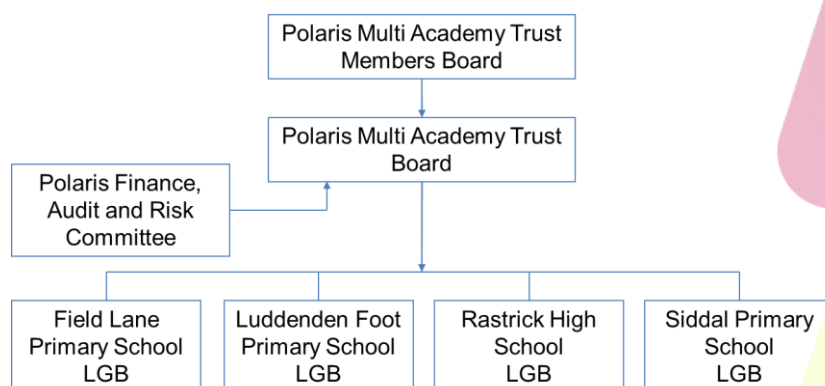 Polaris Multi Academy Trust
Members Board
Polaris Multi Academy Trust
Board
Polaris Finance,
Audit and Risk
Committee
Field Lane
Primary School
LGB
Luddenden Foot
Primary School
LGB
Rastrick High
School
LGB
Siddal Primary
School
LGB